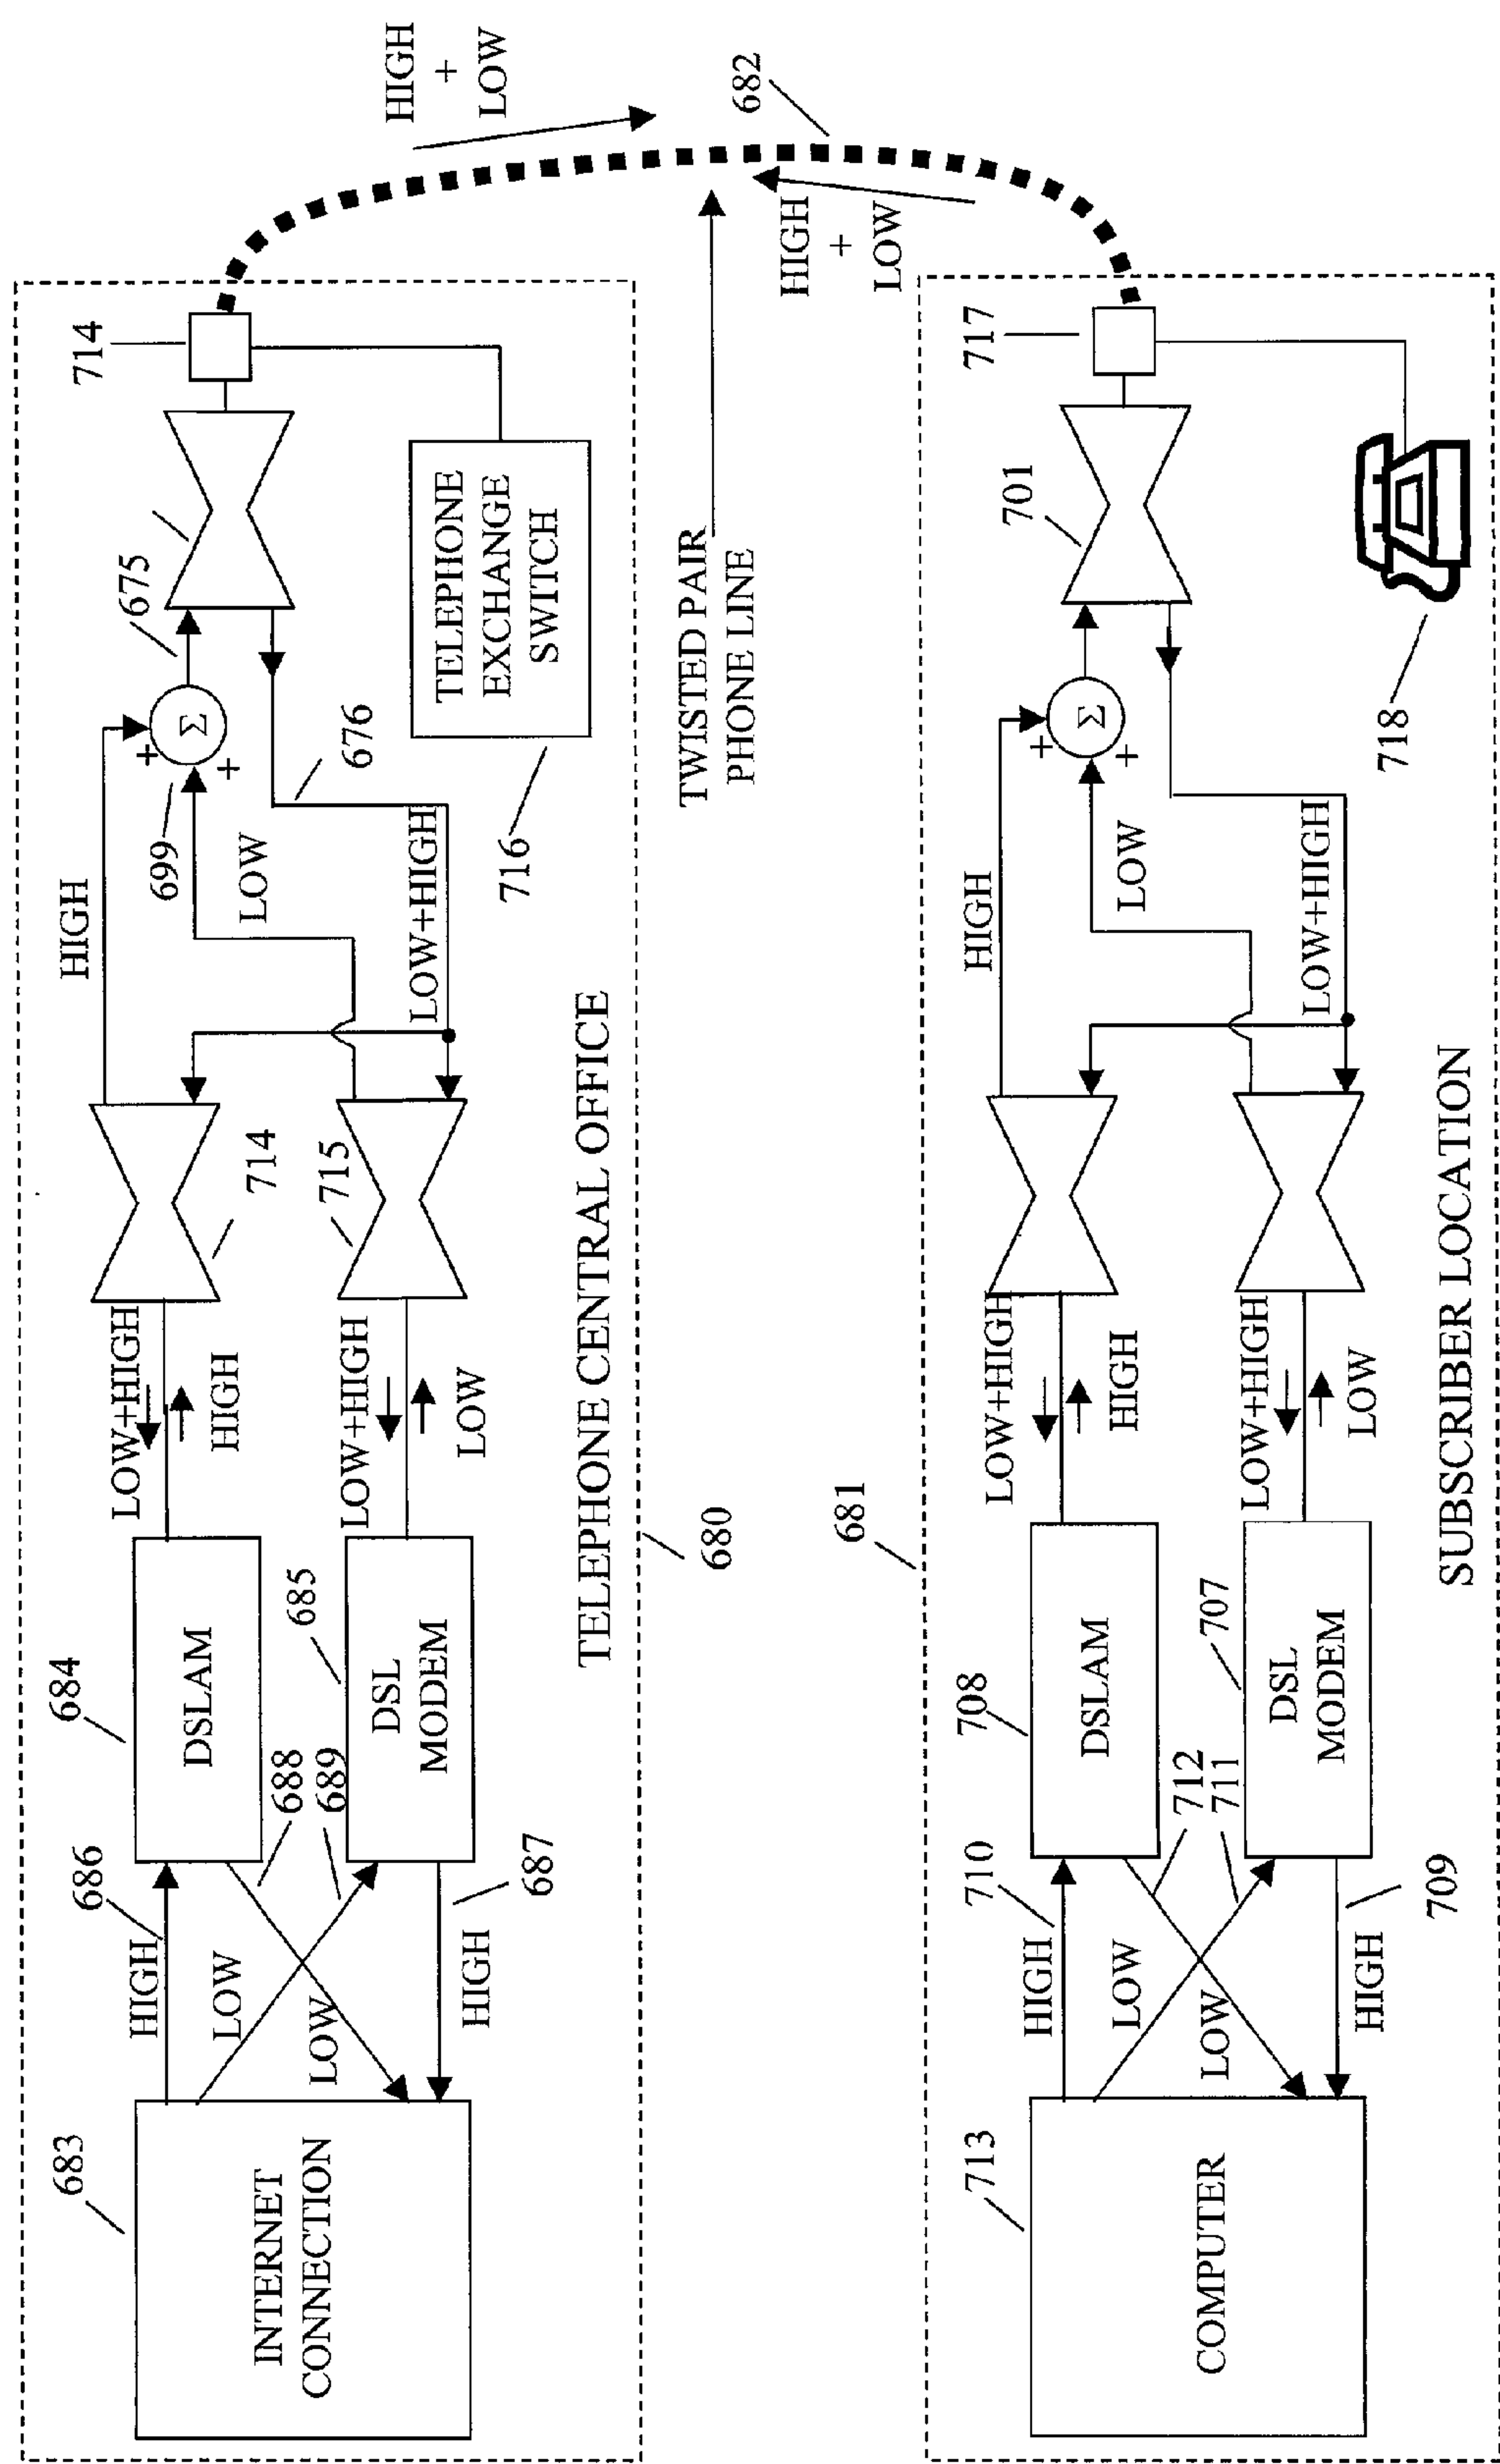 683
INTERNET
CONNECTION
686
HIGH
LOW
LOW
HIGH
687
688
689
684
DSLAM
685
DSL
MODEM
LOW+HIGH
HIGH
LOW+HIGH
LOW
714
715
HIGH
699
LOW
LOW+HIGH
676
+
Σ
+
675
714
TELEPHONE
EXCHANGE
SWITCH
716
TELEPHONE CENTRAL OFFICE
680
HIGH
+
LOW
682
TWISTED PAIR
PHONE LINE
HIGH
+
LOW
681
713
COMPUTER
710
HIGH
LOW
LOW
HIGH
709
712
711
708
DSLAM
707
DSL
MODEM
LOW+HIGH
HIGH
LOW+HIGH
LOW
HIGH
LOW
LOW+HIGH
+
Σ
+
701
717
718
SUBSCRIBER LOCATION